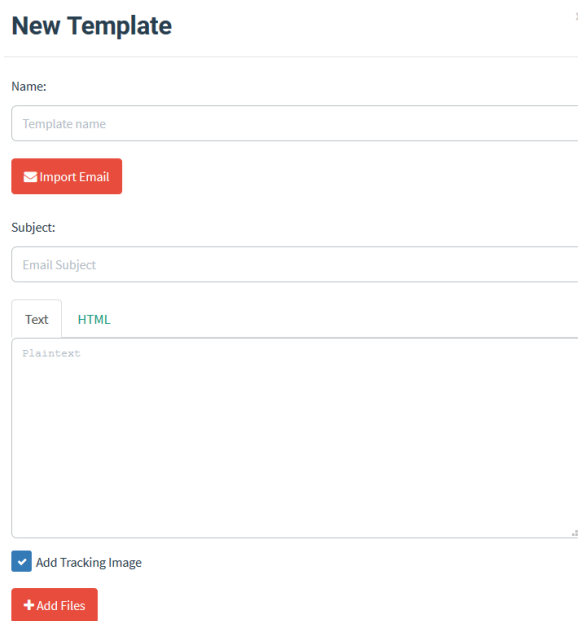 New Template
Name:
Template name
Import Email
Subject:
Email Subject
Text HTML
Plaintext
Add Tracking Image
Add Files